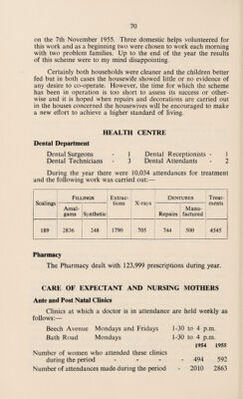 70
on the 7th November 1955. Three domestic helps volunteered for
this work and as a beginning two were chosen to work each morning
with two problem families. Up to the end of the year the results
of this scheme were to my mind disappointing.
Certainly both households were cleaner and the children better
fed but in both cases the housewife showed little or no evidence of
any desire to co-operate. However, the time for which the scheme
has been in operation is too short to assess its success or other-
wise and it is hoped when repairs and decorations are carried out
in the houses concerned the housewives will be encouraged to make
a new effort to achieve a higher standard of living.
HEALTH CENTRE
Dental Department
Dental Surgeons - 1 Dental Receptionists - 1
Dental Technicians - 3 Dental Attendants - 2
During the year there were 10,054 attendances for treatment
and the following work was carried out:—
Scalings FILLINGS Extrac-tions X-rays DENTURES Treat-ments
Amal-gams Synthetic Repairs Manu-factured
189 2836 248 1790 705 744 500 4545
Pharmacy
The Pharmacy dealt with 123,999 prescriptions during year.
CARE OF EXPECTANT AND NURSING MOTHERS
Ante and Post Natal Clinics
Clinics at which a doctor is in attendance are held weekly as
follows:—
Beech Avenue Mondays and Fridays 1-30 to 4 p.m.
Bath Road Mondays 1-30 to 4 p.m.
1954 1955
Number of women who attended these clinics
during the period - - - - 494 592
Number of attendances made during the period - 2010 2863